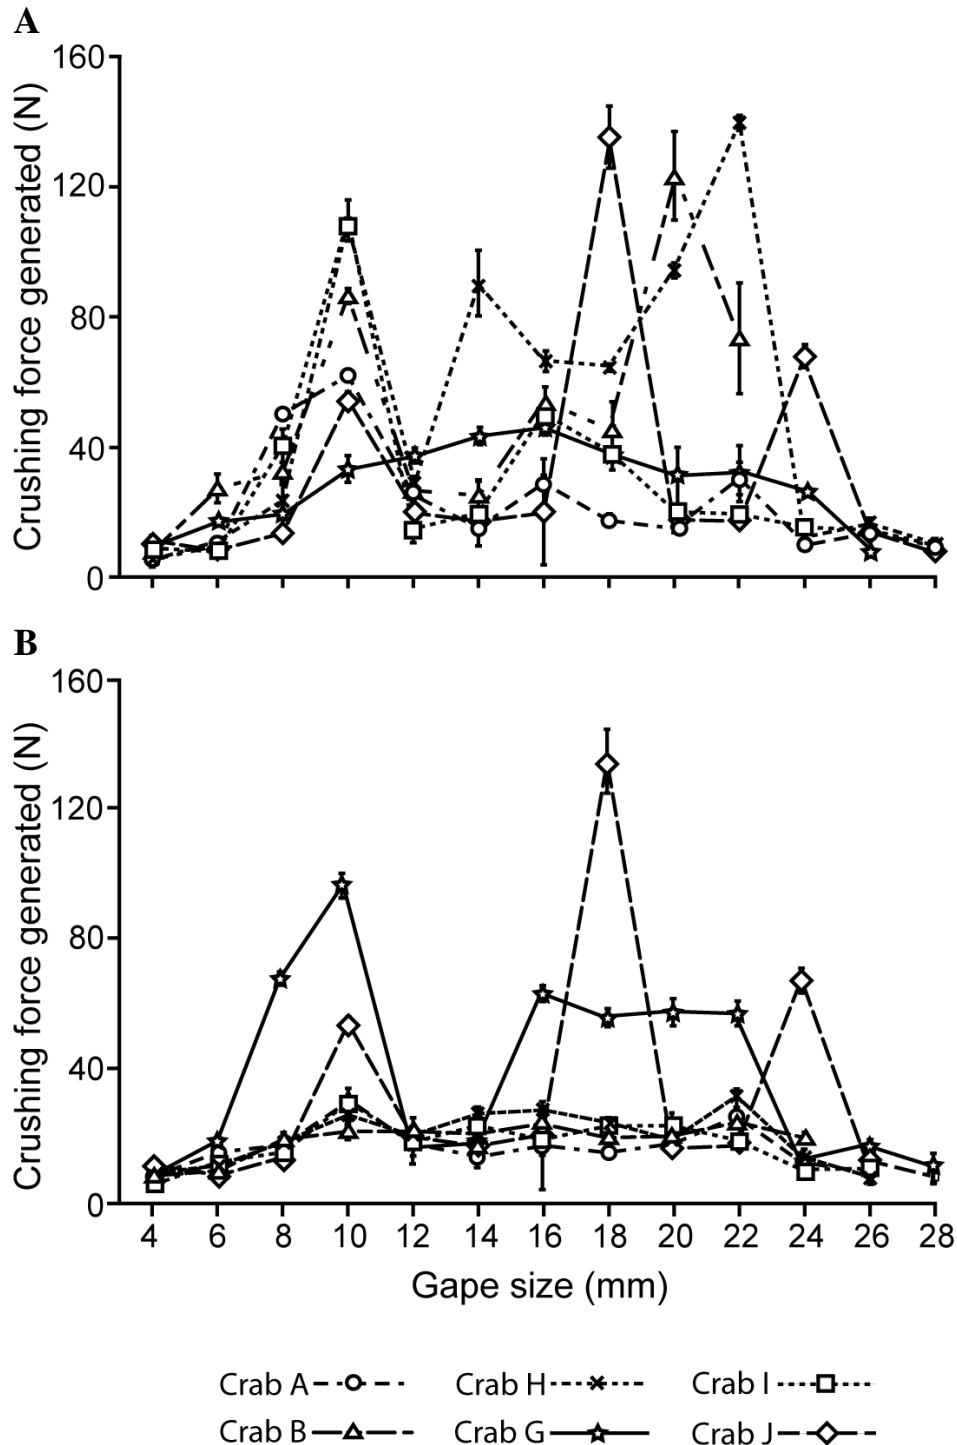 A
160
120
80
40
0
Crushing force generated (N)
B
160
120
80
40
0
Crushing force generated (N)
4 6 8 10 12 14 16 18 20 22 24 26 28
Gape size (mm)
Crab A Crab H Crab I
Crab B Crab G Crab J